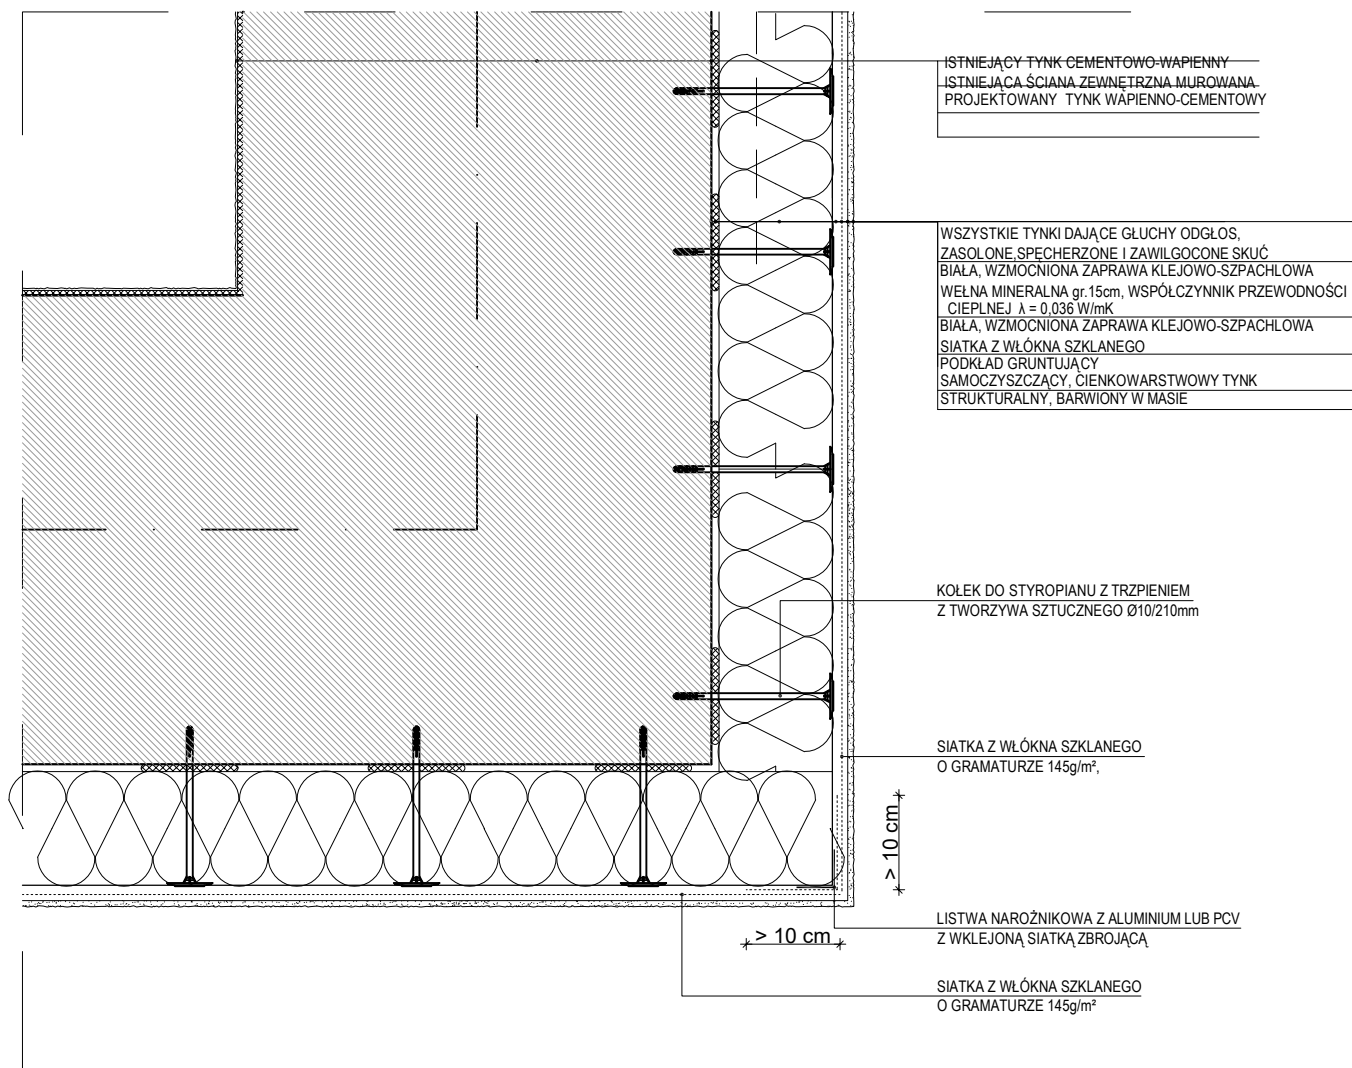 ISTNIEJĄCY TYNK CEMENTOWO-WAPIENNY
ISTNIEJĄCA ŚCIANA ZEWNĘTRZNA MUROWANA
PROJEKTOWANY TYNK WAPIENNO-CEMENTOWY
WSZYSTKIE TYNKI DAJĄCE GŁUCHY ODGŁOS,
ZASOLONE,SPĘCHERZONE I ZAWILGOCONE SKUĆ
BIAŁA, WZMOCNIONA ZAPRAWA KLEJOWO-SZPACHLOWA
WEŁNA MINERALNA gr.15cm, WSPÓŁCZYNNIK PRZEWODNOŚCI
CIEPLNEJ λ = 0,036 W/mK
BIAŁA, WZMOCNIONA ZAPRAWA KLEJOWO-SZPACHLOWA
SIATKA Z WŁÓKNA SZKLANEGO
PODKŁAD GRUNTUJĄCY
SAMOCZYSZCZĄCY, CIENKOWARSTWOWY TYNK
STRUKTURALNY, BARWIONY W MASIE
KOŁEK DO STYROPIANU Z TRZPIENIEM
Z TWORZYWA SZTUCZNEGO Ø10/210mm
SIATKA Z WŁÓKNA SZKLANEGO
O GRAMATURZE 145g/m²,
> 10 cm
LISTWA NAROŻNIKOWA Z ALUMINIUM LUB PCV
Z WKLEJONĄ SIATKĄ ZBROJĄCĄ
> 10 cm
SIATKA Z WŁÓKNA SZKLANEGO
O GRAMATURZE 145g/m²